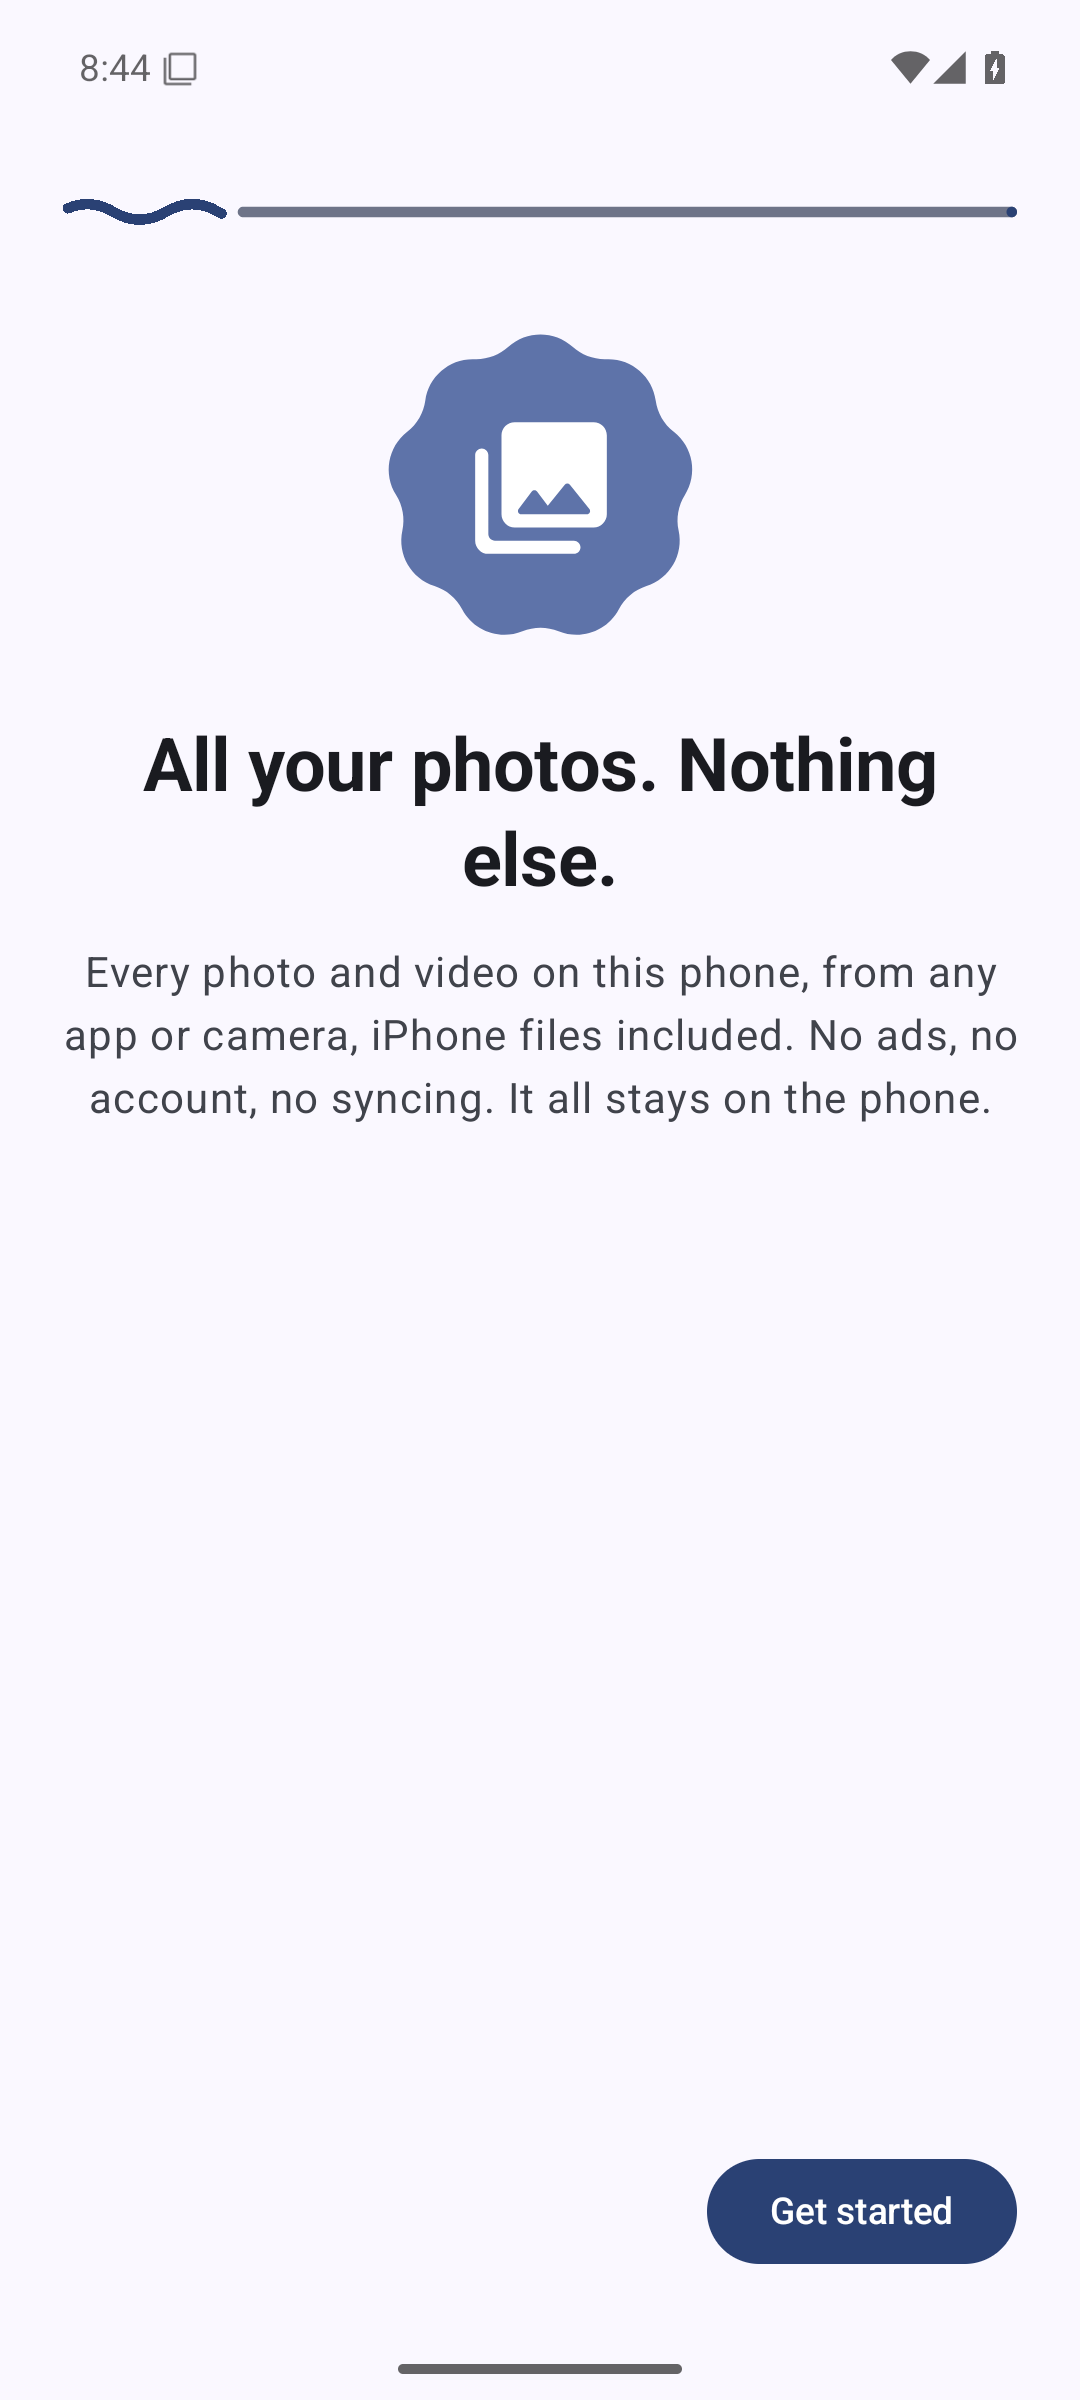 8:44
All your photos. Nothing
else.
Every photo and video on this phone, from any
app or camera, iPhone files included. No ads, no
account, no syncing. It all stays on the phone.
Get started